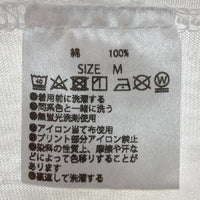 綿 100%
SIZE M
●着用前に洗濯する
●同系色と一緒に洗う
●無蛍光洗剤使用
●アイロン当て布使用
●プリント部分アイロン禁止
●染料の性質上、摩擦や汗な
どによって色移りすることが
あります
●裏返して洗濯する